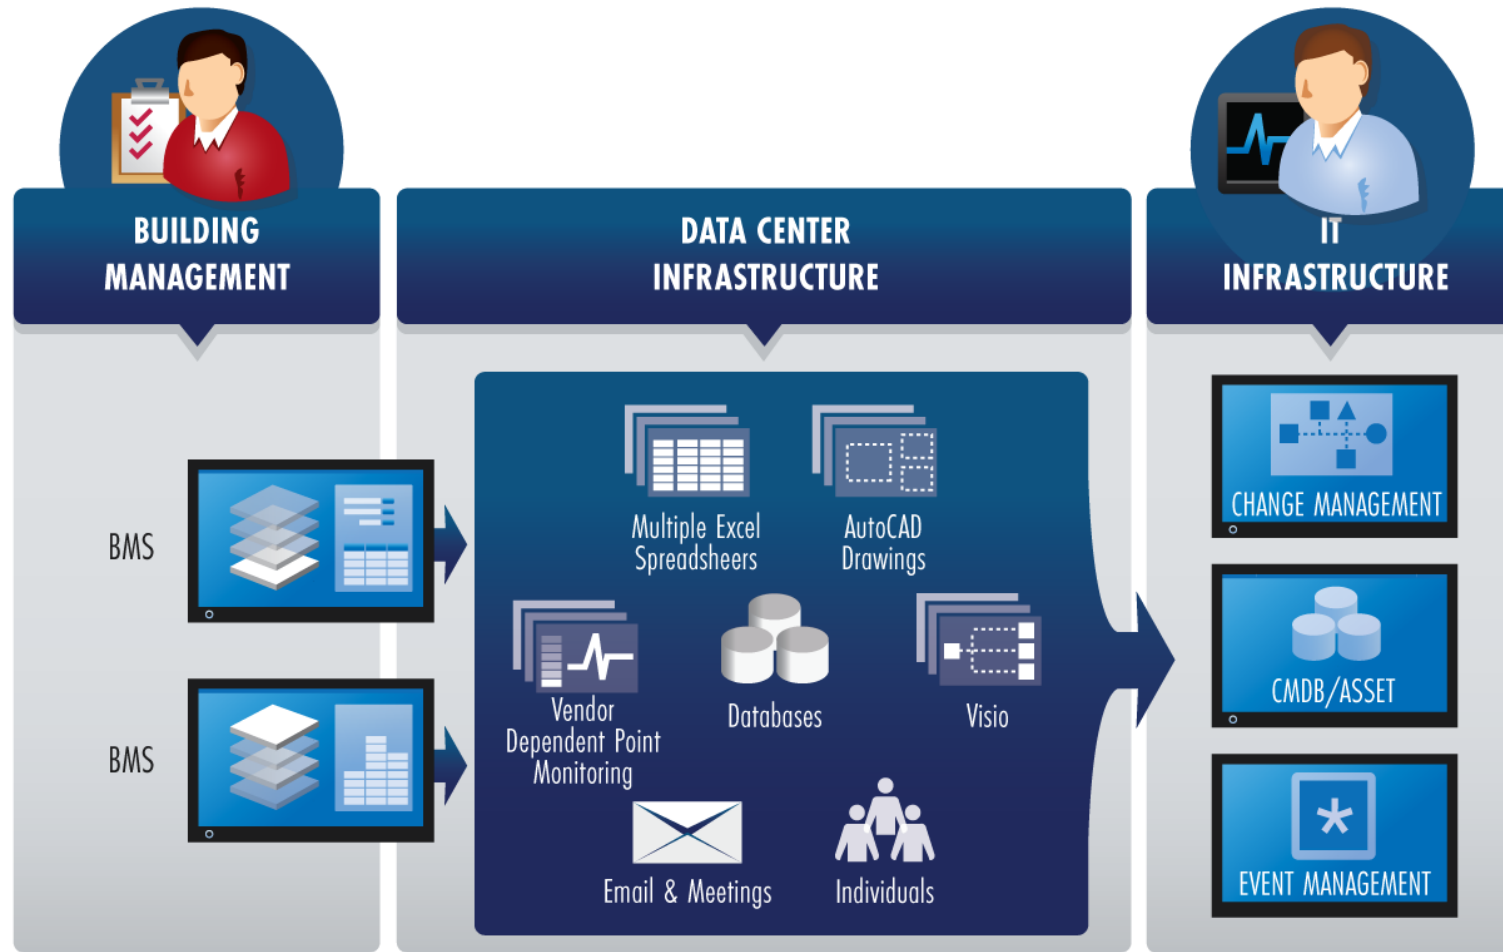 BUILDING
MANAGEMENT
DATA CENTER
INFRASTRUCTURE
IT
INFRASTRUCTURE
BMS
BMS
Multiple Excel
Spreadsheers
AutoCAD
Drawings
Vendor
Dependent Point
Monitoring
Databases
Visio
Email & Meetings
Individuals
CHANGE MANAGEMENT
CMDB/ASSET
*
EVENT MANAGEMENT